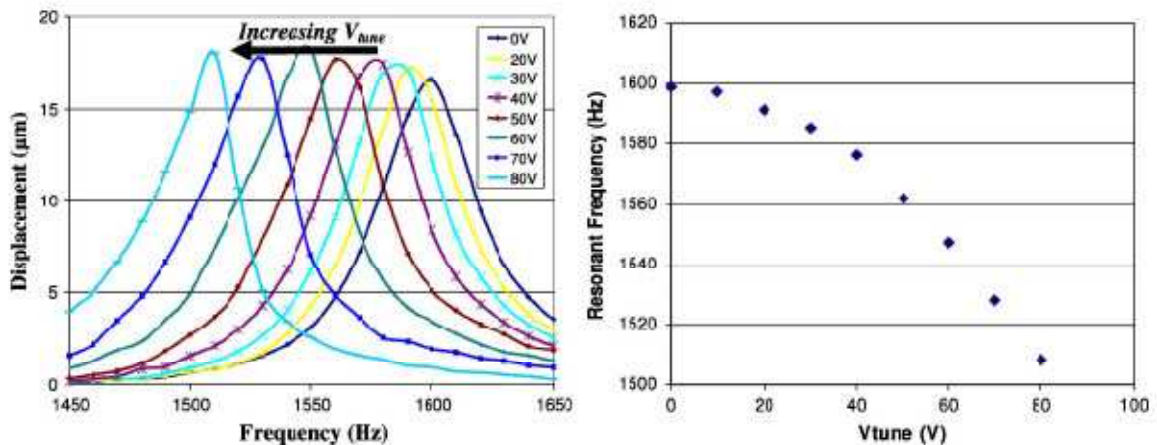 20
15
10
5
0
Displacement (µm)
Increasing Vtune
0V
20V
30V
40V
50V
60V
70V
80V
1450
1500
1550
1600
1650
Frequency (Hz)
1620
1600
1580
1560
1640
1520
1500
Resonant Frequency (Hz)
0
20
40
60
80
100
Vtune (V)